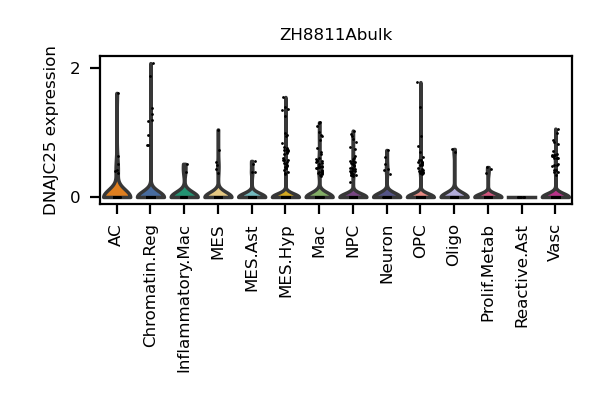 ZH8811Abulk
DNAJC25 expression
2
0
AC
Chromatin.Reg
Inflammatory.Mac
MES
MES.Ast
MES.Hyp
Mac
NPC
Neuron
OPC
Oligo
Prolif.Metab
Reactive.Ast
Vasc